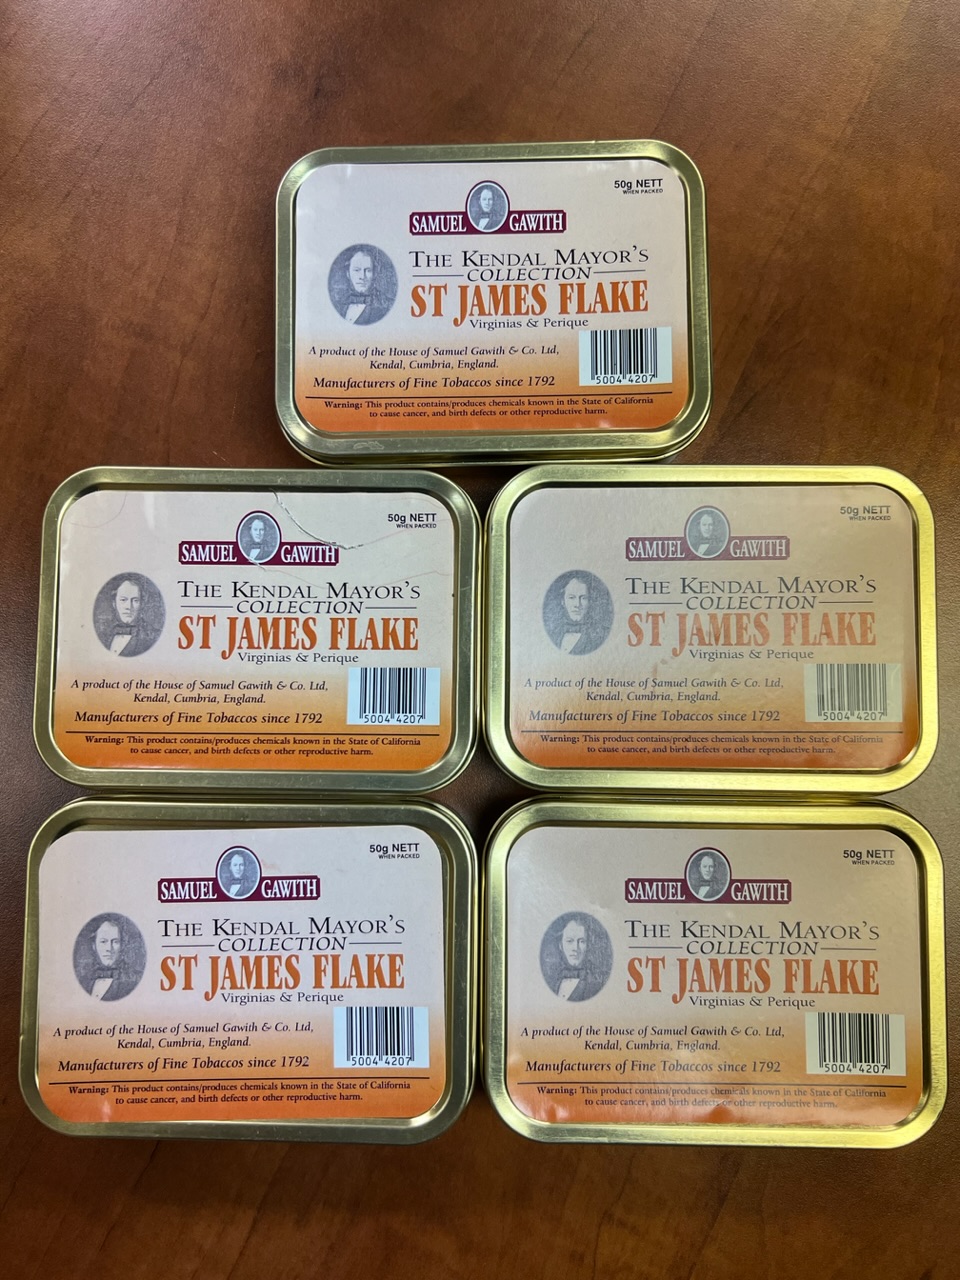 50g NETT
WHEN PACKED
SAMUEL GAWITH
THE KENDAL MAYOR'S
COLLECTION
ST JAMES FLAKE
Virginias & Perique
A product of the House of Samuel Gawith & Co. Ltd,
Kendal, Cumbria, England.
Manufacturers of Fine Tobaccos since 1792
5004 4207
Warning: This product contains/produces chemicals known in the State of California
to cause cancer, and birth defects or other reproductive harm.
50g NETT
WHEN PACKED
SAMUEL GAWITH
THE KENDAL MAYOR'S
COLLECTION
ST JAMES FLAKE
Virginias & Perique
A product of the House of Samuel Gawith & Co. Ltd,
Kendal, Cumbria, England.
Manufacturers of Fine Tobaccos since 1792
5004 4207
Warning: This product contains/produces chemicals known in the State of California
to cause cancer, and birth defects or other reproductive harm.
50g NETT
WHEN PACKED
SAMUEL GAWITH
THE KENDAL MAYOR'S
COLLECTION
ST JAMES FLAKE
Virginias & Perique
A product of the House of Samuel Gawith & Co. Ltd,
Kendal, Cumbria, England.
Manufacturers of Fine Tobaccos since 1792
5004 4207
Warning: This product contains/produces chemicals known in the State of California
to cause cancer, and birth defects or other reproductive harm.
50g NETT
WHEN PACKED
SAMUEL GAWITH
THE KENDAL MAYOR'S
COLLECTION
ST JAMES FLAKE
Virginias & Perique
A product of the House of Samuel Gawith & Co. Ltd,
Kendal, Cumbria, England.
Manufacturers of Fine Tobaccos since 1792
5004 4207
Warning: This product contains/produces chemicals known in the State of California
to cause cancer, and birth defects or other reproductive harm.
50g NETT
WHEN PACKED
SAMUEL GAWITH
THE KENDAL MAYOR'S
COLLECTION
ST JAMES FLAKE
Virginias & Perique
A product of the House of Samuel Gawith & Co. Ltd,
Kendal, Cumbria, England.
Manufacturers of Fine Tobaccos since 1792
5004 4207
Warning: This product contains/produces chemicals known in the State of California
to cause cancer, and birth defects or other reproductive harm.